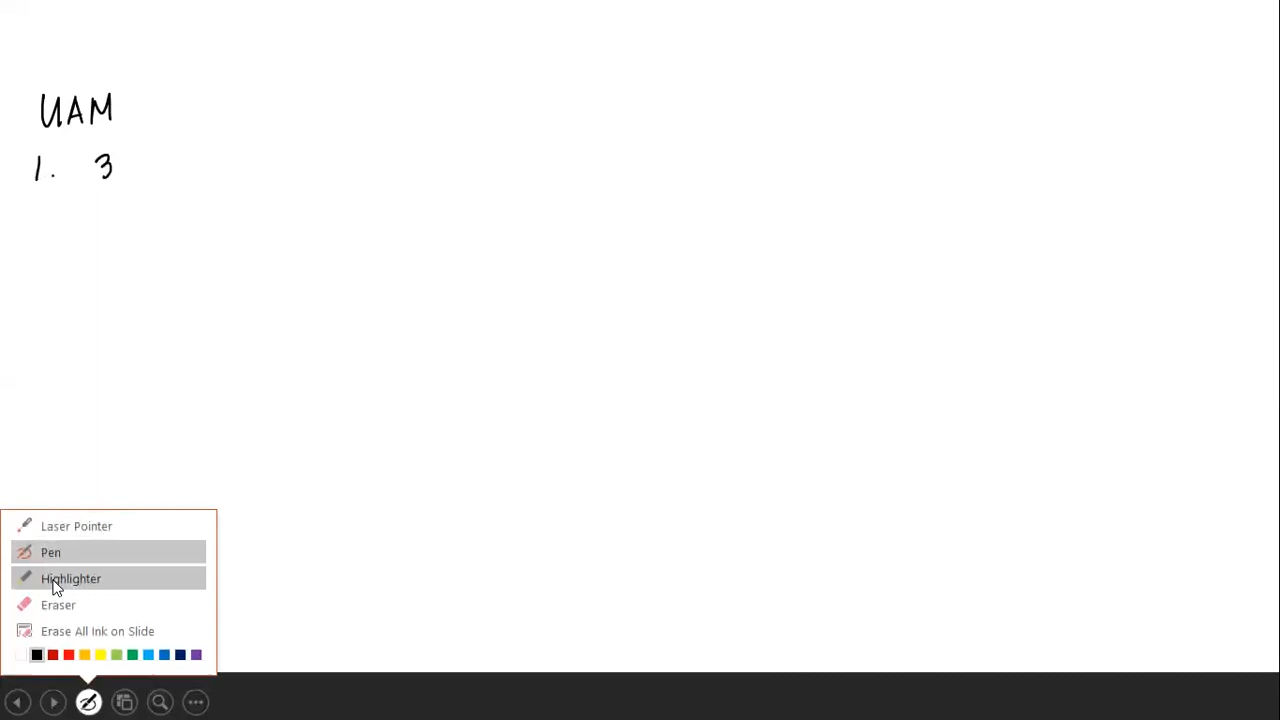 UAM
1. 3
Laser Pointer
Pen
Highlighter
Eraser
Erase All Ink on Slide